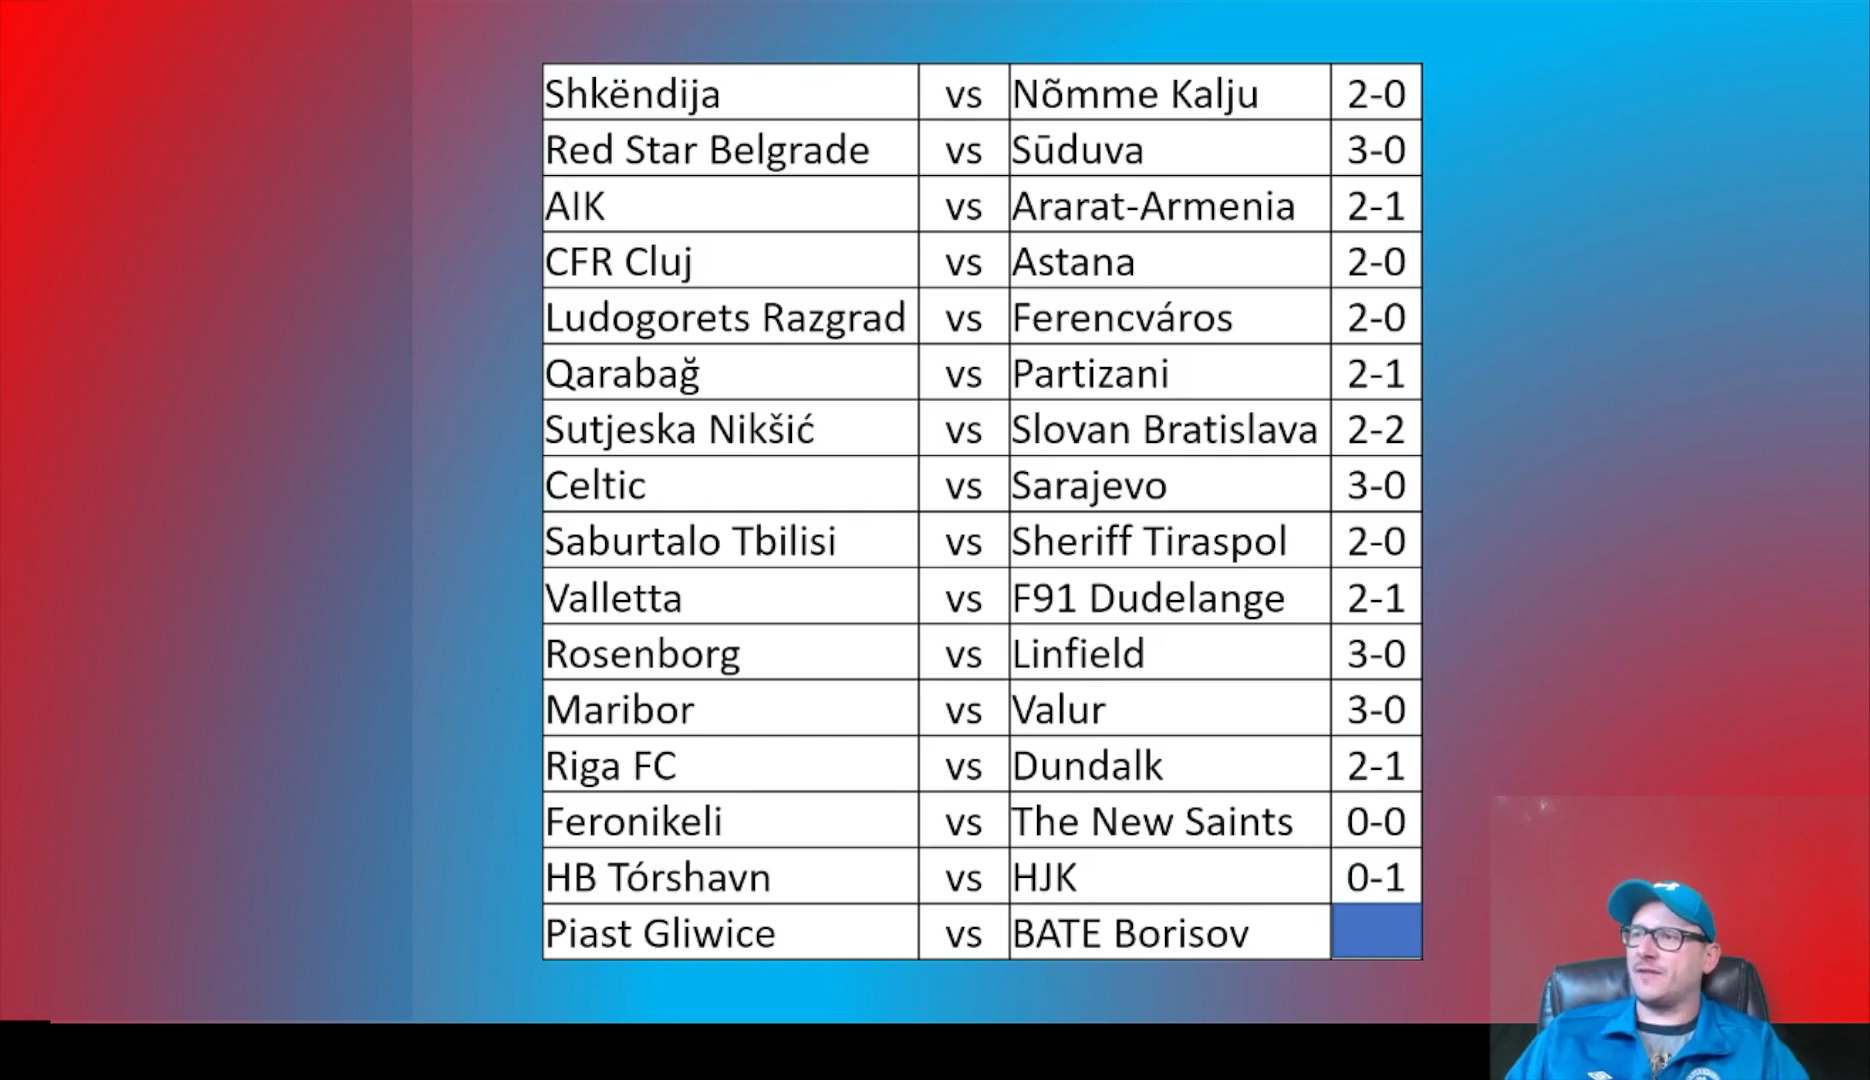 Shkëndija vs Nõmme Kalju 2-0
Red Star Belgrade vs Sūduva 3-0
AIK vs Ararat-Armenia 2-1
CFR Cluj vs Astana 2-0
Ludogorets Razgrad vs Ferencváros 2-0
Qarabağ vs Partizani 2-1
Sutjeska Nikšić vs Slovan Bratislava 2-2
Celtic vs Sarajevo 3-0
Saburtalo Tbilisi vs Sheriff Tiraspol 2-0
Valletta vs F91 Dudelange 2-1
Rosenborg vs Linfield 3-0
Maribor vs Valur 3-0
Riga FC vs Dundalk 2-1
Feronikeli vs The New Saints 0-0
HB Tórshavn vs HJK 0-1
Piast Gliwice vs BATE Borisov